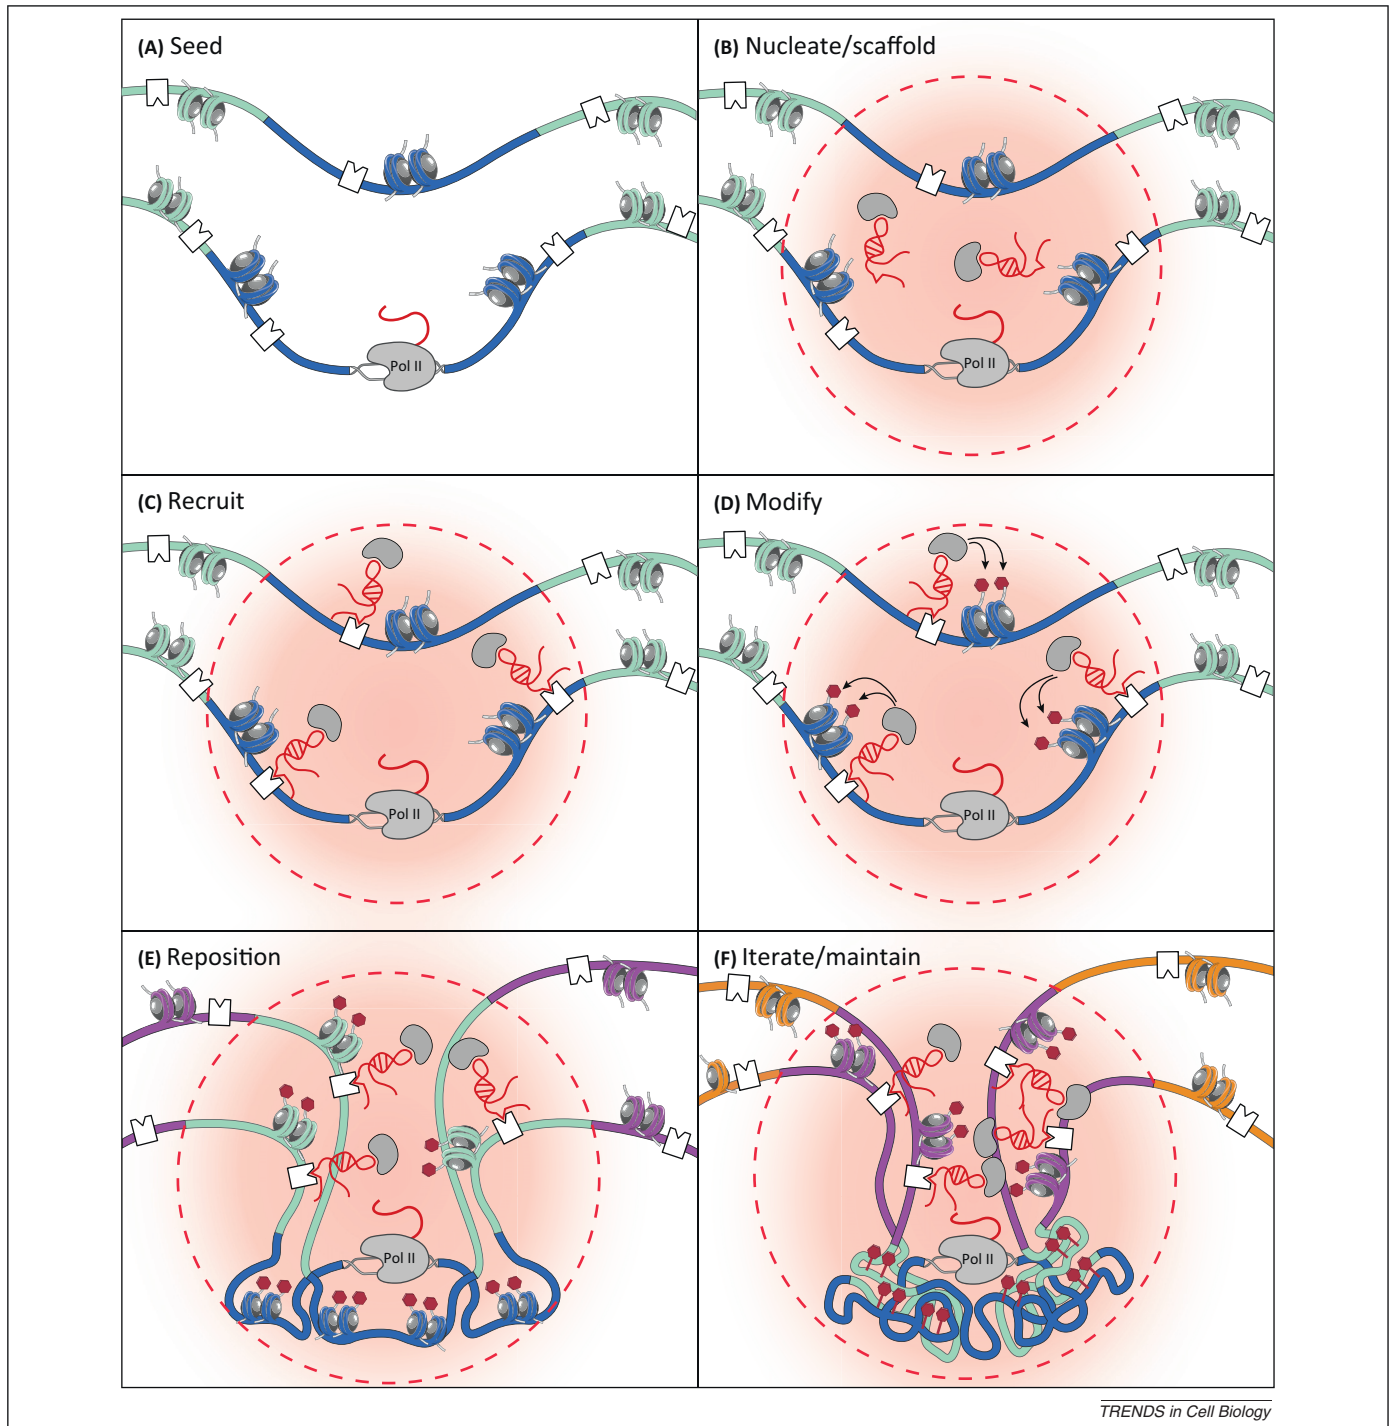 (A) Seed
(B) Nucleate/scaffold
Pol II
Pol II
(C) Recruit
(D) Modify
Pol II
Pol II
(E) Reposition
(F) Iterate/maintain
Pol II
Pol II
TRENDS in Cell Biology